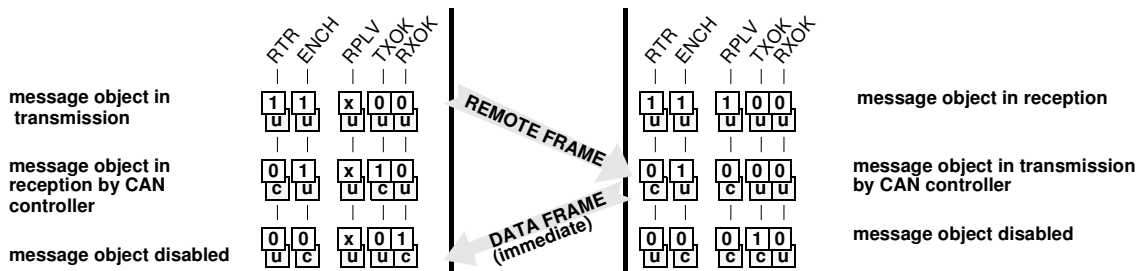 RTR ENCH RPLV TXOK RXOK
RTR ENCH RPLV TXOK RXOK
message object in
transmission
1 1 x 0 0
u u u u u
REMOTE FRAME
1 1 1 0 0
u u u u u
message object in reception
message object in
reception by CAN
controller
0 1 x 1 0
c u u c u
0 1 0 0 0
c u c u u
message object in transmission
by CAN controller
DATA FRAME
(immediate)
message object disabled
0 0 x 0 1
u c u u c
0 0 0 1 0
u c c c u
message object disabled